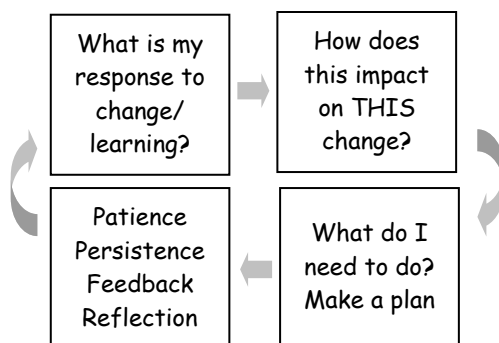 What is my
response to
change/
learning?
How does
this impact
on THIS
change?
What do I
need to do?
Make a plan
Patience
Persistence
Feedback
Reflection